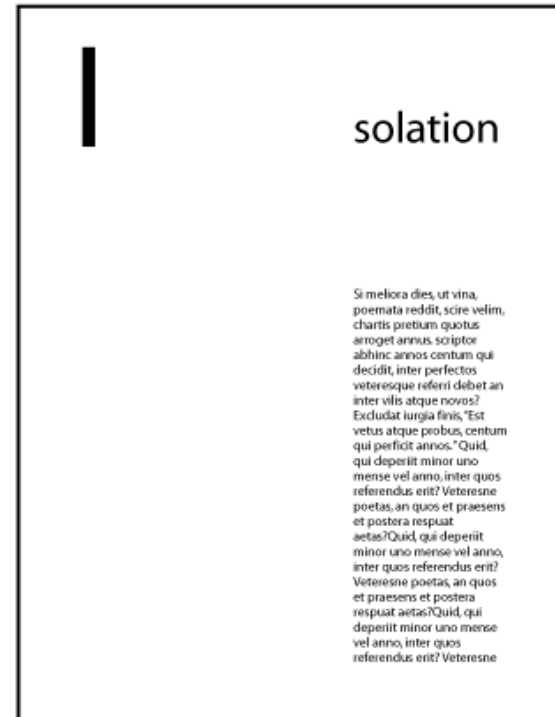 I
solation
Si meliora dies, ut vina,
poemata reddit, scire velim,
chartis pretium quotus
arroget annus. scriptor
abhinc annos centum qui
decidit, inter perfectos
veteresque referri debet an
inter vilis atque novos?
Excludat iurgia finis, "Est
vetus atque probus, centum
qui perficit annos." Quid,
qui deperiit minor uno
mense vel anno, inter quos
referendus erit? Veteresne
poetas, an quos et praesens
et postera respuat
aetas?Quid, qui deperiit
minor uno mense vel anno,
inter quos referendus erit?
Veteresne poetas, an quos
et praesens et postera
respuat aetas?Quid, qui
deperiit minor uno mense
vel anno, inter quos
referendus erit? Veteresne